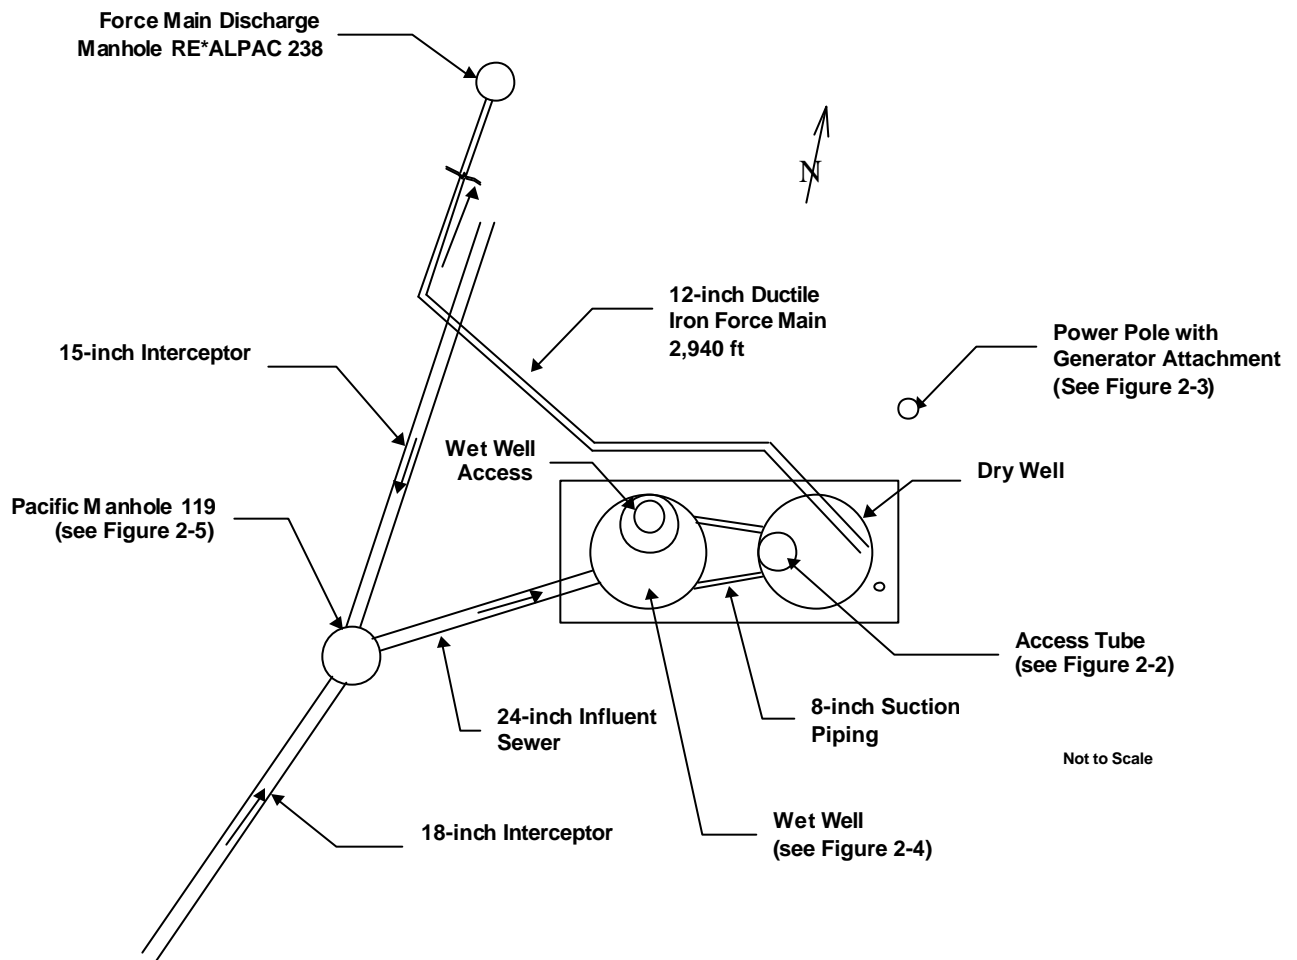 Force Main Discharge
Manhole RE*ALPAC 238
N
12-inch Ductile
Iron Force Main
2,940 ft
Power Pole with
Generator Attachment
(See Figure 2-3)
15-inch Interceptor
Wet Well
Access
Dry Well
Pacific Manhole 119
(see Figure 2-5)
Access Tube
(see Figure 2-2)
24-inch Influent
Sewer
8-inch Suction
Piping
Not to Scale
18-inch Interceptor
Wet Well
(see Figure 2-4)